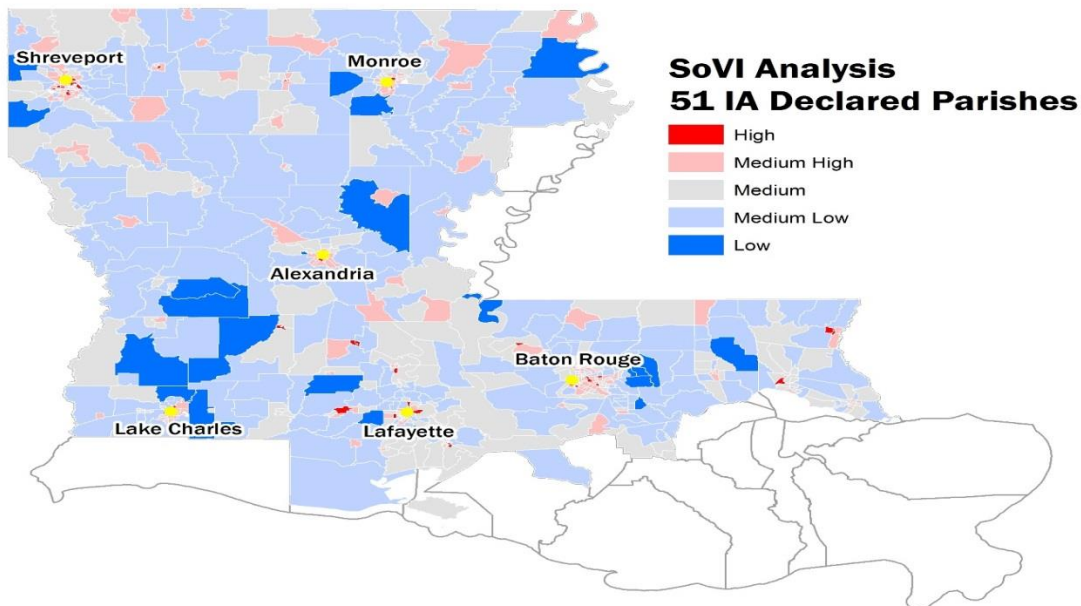 Shreveport
Monroe
SoVI Analysis
51 IA Declared Parishes
High
Medium High
Medium
Medium Low
Low
Alexandria
Baton Rouge
Lake Charles
Lafayette